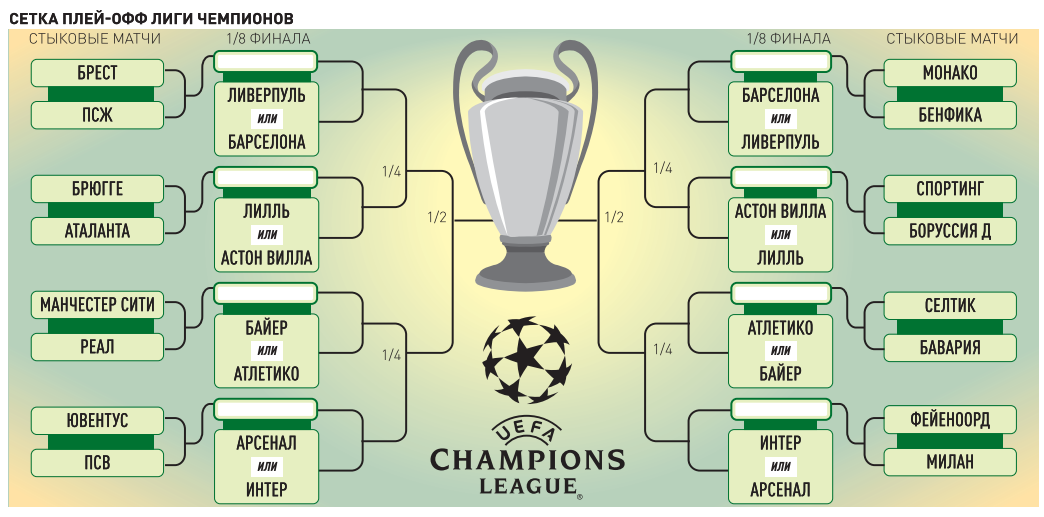 СЕТКА ПЛЕЙ-ОФФ ЛИГИ ЧЕМПИОНОВ
СТЫКОВЫЕ МАТЧИ
1/8 ФИНАЛА
БРЕСТ
ПСЖ
ЛИВЕРПУЛЬ
ИЛИ
БАРСЕЛОНА
БРЮГГЕ
АТАЛАНТА
ЛИЛЛЬ
ИЛИ
АСТОН ВИЛЛА
МАНЧЕСТЕР СИТИ
РЕАЛ
БАЙЕР
ИЛИ
АТЛЕТИКО
ЮВЕНТУС
ПСВ
АРСЕНАЛ
ИЛИ
ИНТЕР
1/4
1/4
1/2
UEFA
CHAMPIONS
LEAGUE®
1/2
1/4
1/4
1/8 ФИНАЛА
СТЫКОВЫЕ МАТЧИ
БАРСЕЛОНА
ИЛИ
ЛИВЕРПУЛЬ
МОНАКО
БЕНФИКА
АСТОН ВИЛЛА
ИЛИ
ЛИЛЛЬ
СПОРТИНГ
БОРУССИЯ Д
АТЛЕТИКО
ИЛИ
БАЙЕР
СЕЛТИК
БАВАРИЯ
ИНТЕР
ИЛИ
АРСЕНАЛ
ФЕЙЕНООРД
МИЛАН